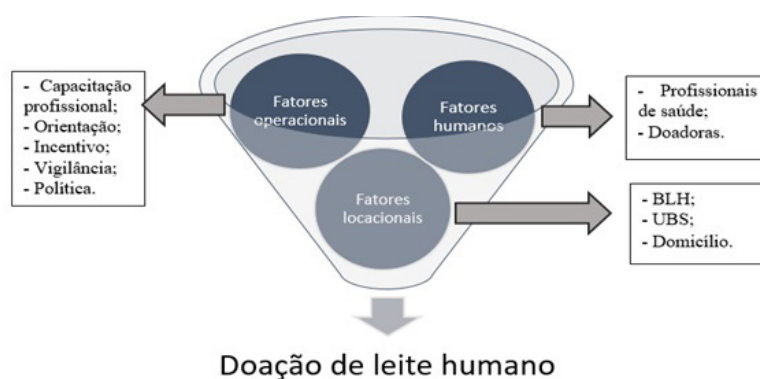 - Capacitação
profissional;
- Orientação;
- Incentivo;
- Vigilância;
- Política.
Fatores
operacionais
Fatores
humanos
- Profissionais
de saúde;
- Doadoras.
Fatores
locacionais
- BLH;
- UBS;
- Domicílio.
Doação de leite humano